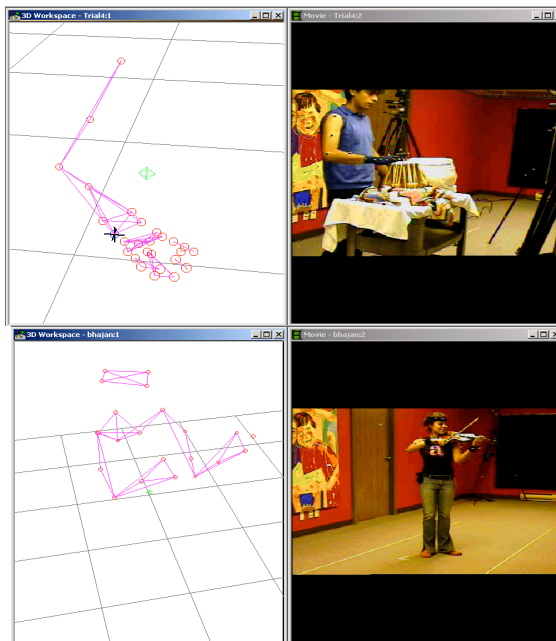 3D Workspace - Trial4:1
Movie - Trial4:2
3D Workspace - bhajan:1
Movie - bhajan:2